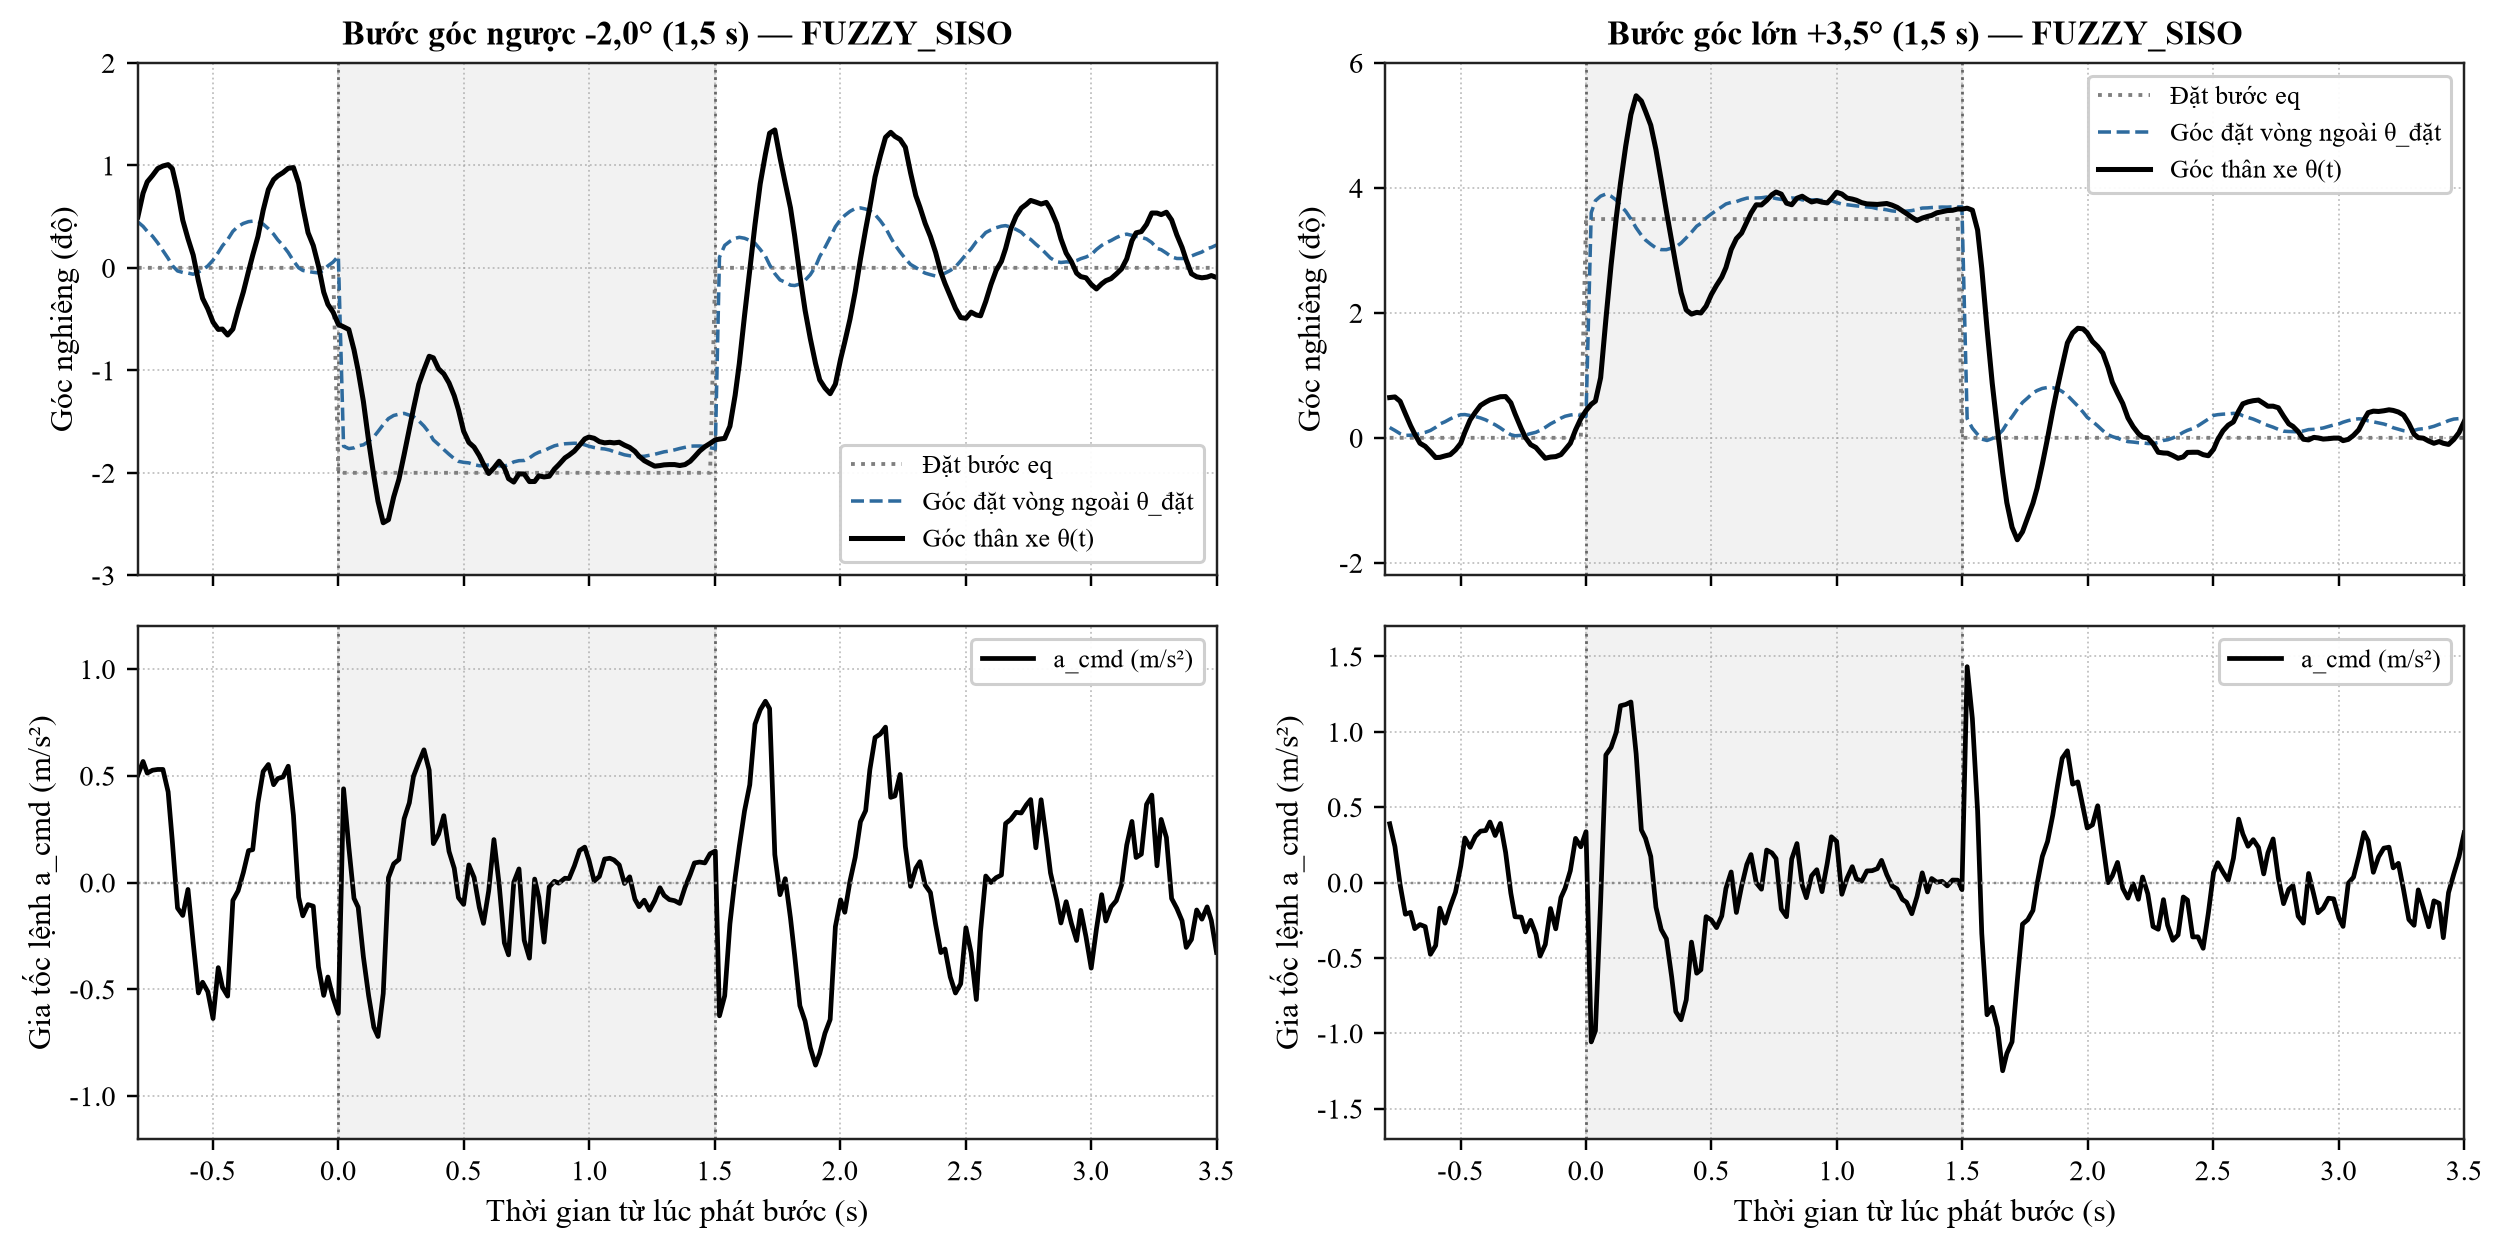 Bước góc ngược -2,0° (1,5 s) — FUZZY_SISO
Góc nghiêng (độ)
2
1
0
-1
-2
-3
Đặt bước eq
Góc đặt vòng ngoài θ_đặt
Góc thân xe θ(t)
Bước góc lớn +3,5° (1,5 s) — FUZZY_SISO
Góc nghiêng (độ)
6
4
2
0
-2
Đặt bước eq
Góc đặt vòng ngoài θ_đặt
Góc thân xe θ(t)
Gia tốc lệnh a_cmd (m/s²)
1.0
0.5
0.0
-0.5
-1.0
a_cmd (m/s²)
-0.5 0.0 0.5 1.0 1.5 2.0 2.5 3.0 3.5
Thời gian từ lúc phát bước (s)
Gia tốc lệnh a_cmd (m/s²)
1.5
1.0
0.5
0.0
-0.5
-1.0
-1.5
a_cmd (m/s²)
-0.5 0.0 0.5 1.0 1.5 2.0 2.5 3.0 3.5
Thời gian từ lúc phát bước (s)